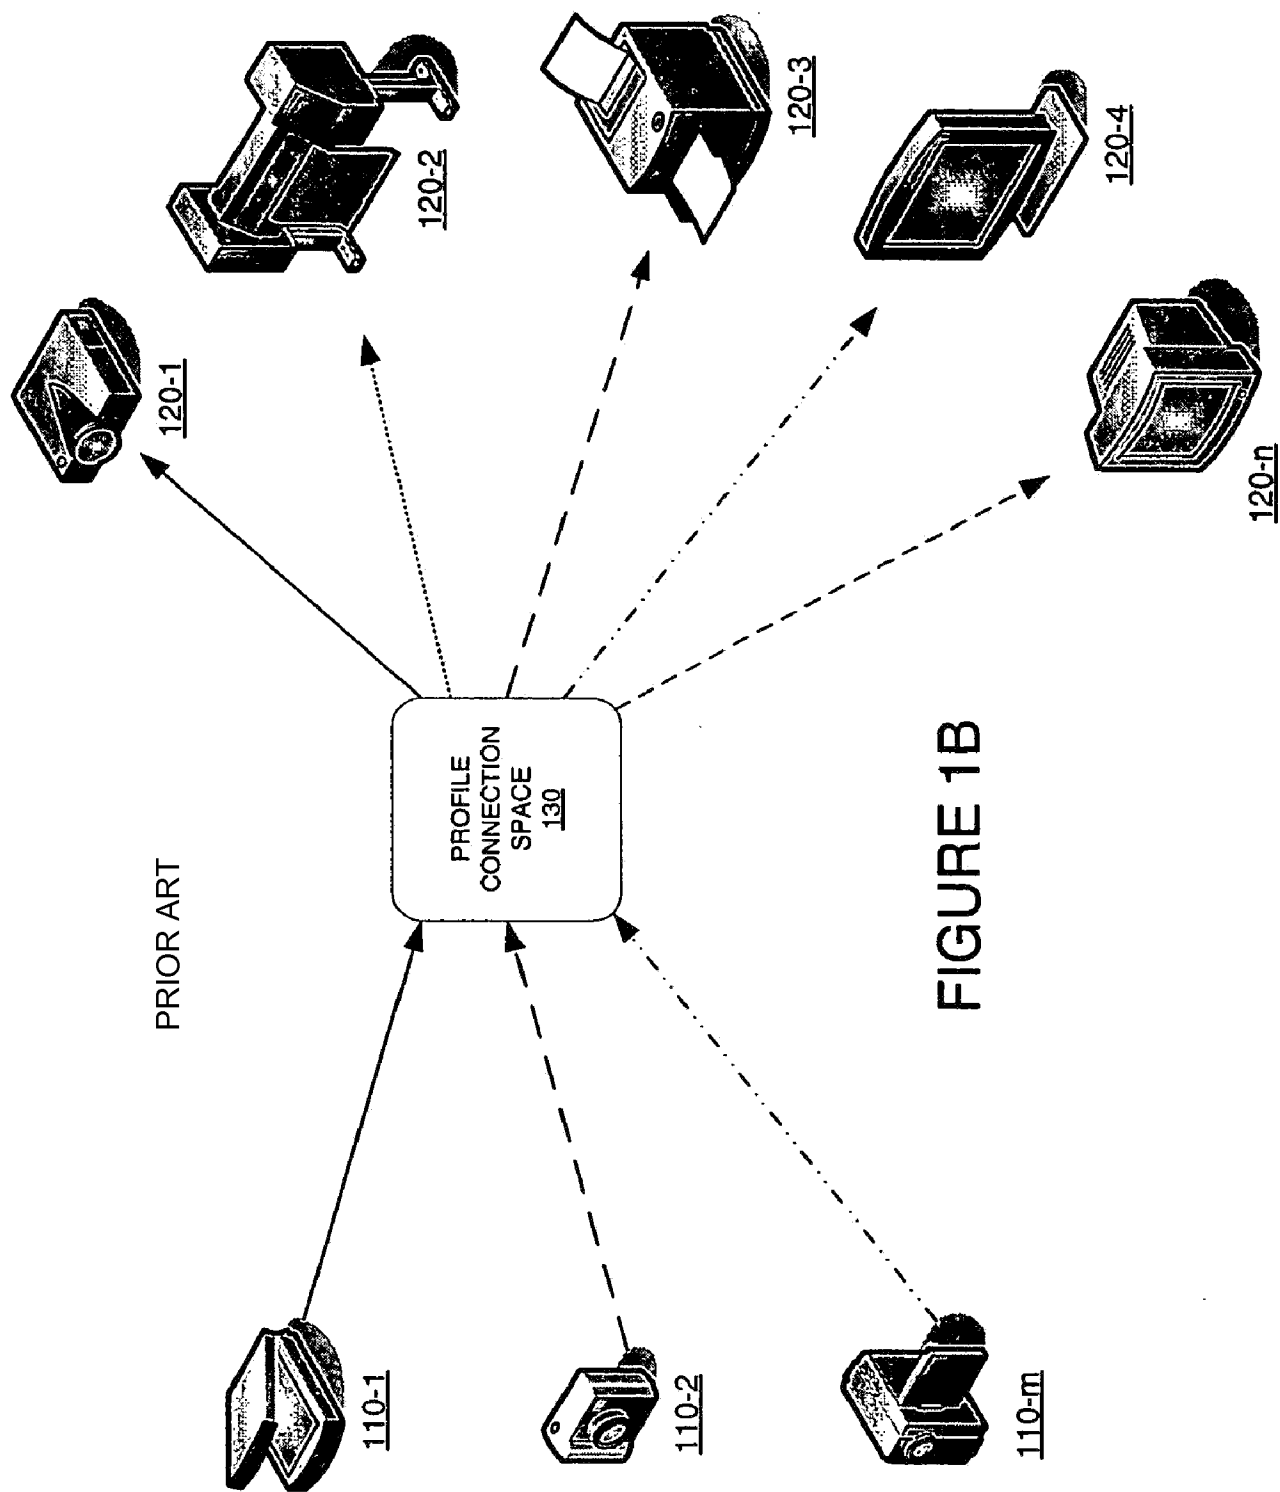 PRIOR ART
110-1
110-2
110-m
PROFILE
CONNECTION
SPACE
130
120-1
120-2
120-3
120-4
120-n
FIGURE 1B